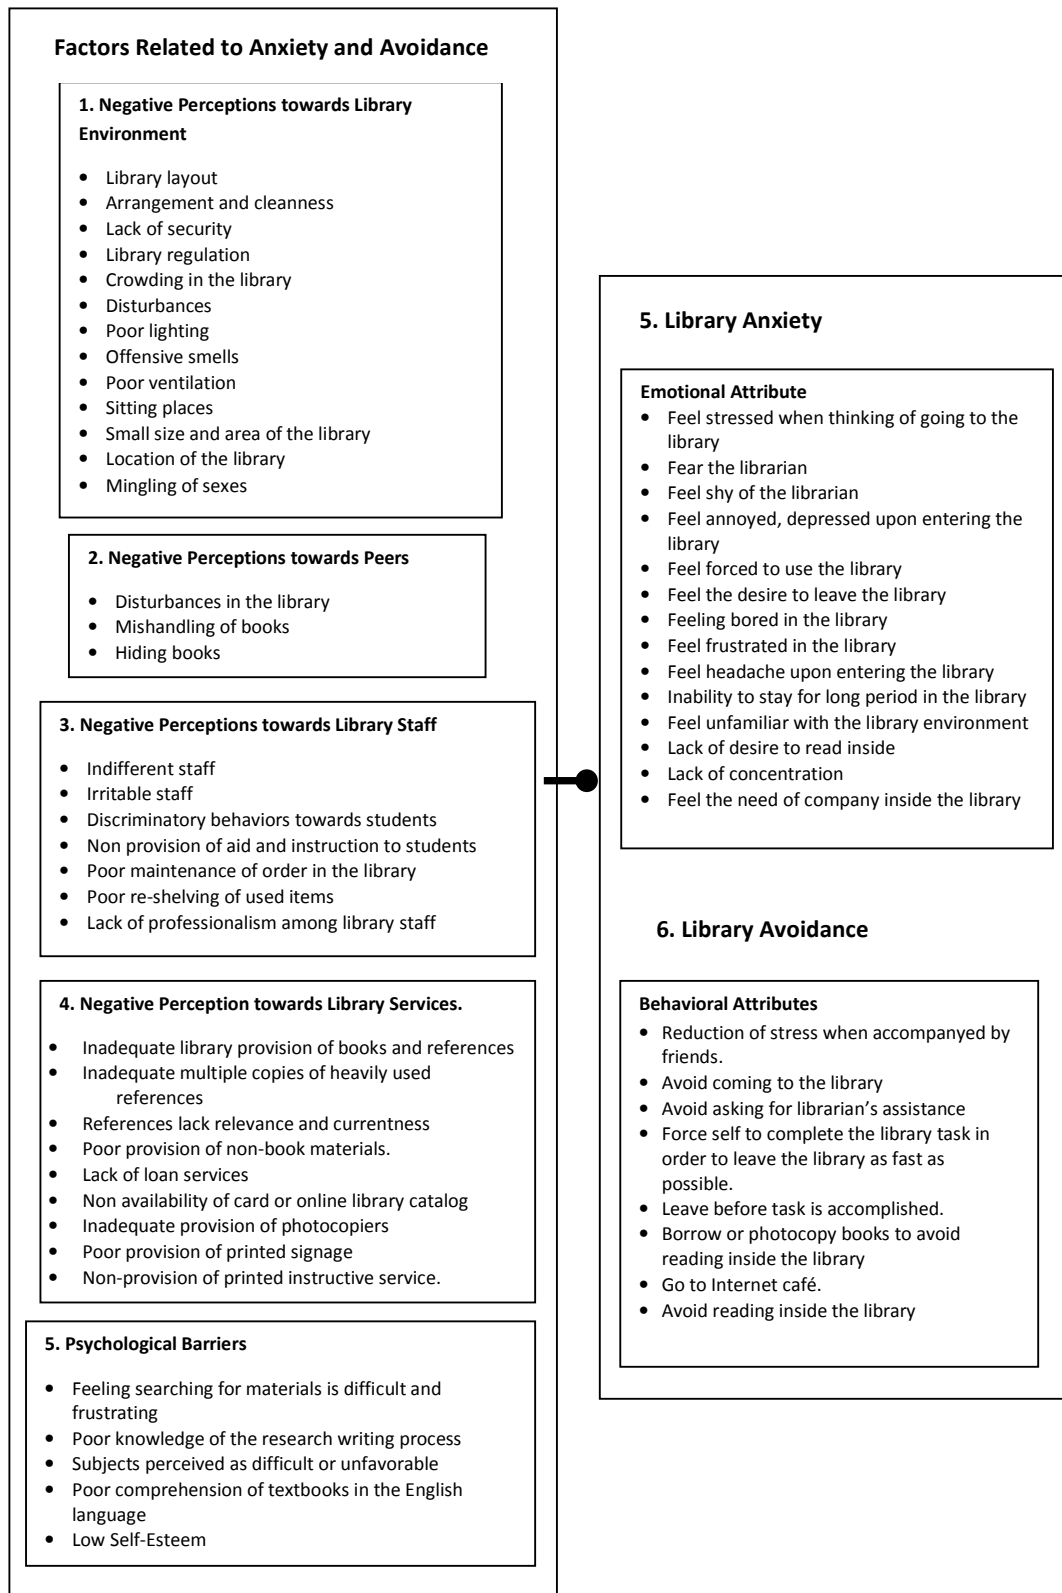 Factors Related to Anxiety and Avoidance
1. Negative Perceptions towards Library
Environment
• Library layout
• Arrangement and cleanness
• Lack of security
• Library regulation
• Crowding in the library
• Disturbances
• Poor lighting
• Offensive smells
• Poor ventilation
• Sitting places
• Small size and area of the library
• Location of the library
• Mingling of sexes
2. Negative Perceptions towards Peers
• Disturbances in the library
• Mishandling of books
• Hiding books
3. Negative Perceptions towards Library Staff
• Indifferent staff
• Irritable staff
• Discriminatory behaviors towards students
• Non provision of aid and instruction to students
• Poor maintenance of order in the library
• Poor re-shelving of used items
• Lack of professionalism among library staff
4. Negative Perception towards Library Services.
• Inadequate library provision of books and references
• Inadequate multiple copies of heavily used
references
• References lack relevance and currentness
• Poor provision of non-book materials.
• Lack of loan services
• Non availability of card or online library catalog
• Inadequate provision of photocopiers
• Poor provision of printed signage
• Non-provision of printed instructive service.
5. Psychological Barriers
• Feeling searching for materials is difficult and
frustrating
• Poor knowledge of the research writing process
• Subjects perceived as difficult or unfavorable
• Poor comprehension of textbooks in the English
language
• Low Self-Esteem
5. Library Anxiety
Emotional Attribute
• Feel stressed when thinking of going to the
library
• Fear the librarian
• Feel shy of the librarian
• Feel annoyed, depressed upon entering the
library
• Feel forced to use the library
• Feel the desire to leave the library
• Feeling bored in the library
• Feel frustrated in the library
• Feel headache upon entering the library
• Inability to stay for long period in the library
• Feel unfamiliar with the library environment
• Lack of desire to read inside
• Lack of concentration
• Feel the need of company inside the library
6. Library Avoidance
Behavioral Attributes
• Reduction of stress when accompanyed by
friends.
• Avoid coming to the library
• Avoid asking for librarian’s assistance
• Force self to complete the library task in
order to leave the library as fast as
possible.
• Leave before task is accomplished.
• Borrow or photocopy books to avoid
reading inside the library
• Go to Internet café.
• Avoid reading inside the library